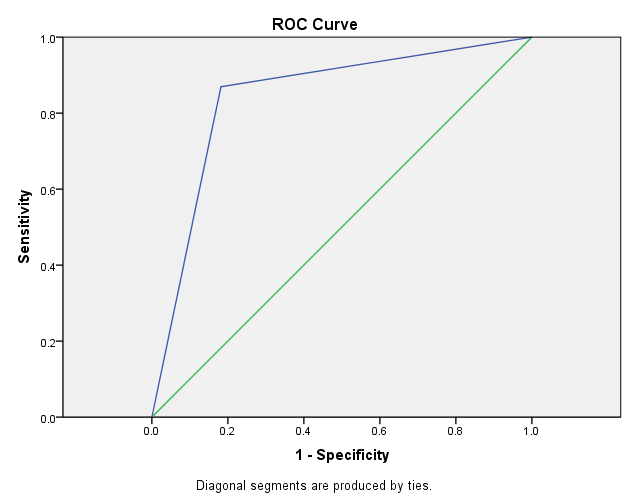 ROC Curve
1.0
0.8
0.6
0.4
0.2
0.0
Sensitivity
0.0 0.2 0.4 0.6 0.8 1.0
1 - Specificity
Diagonal segments are produced by ties.